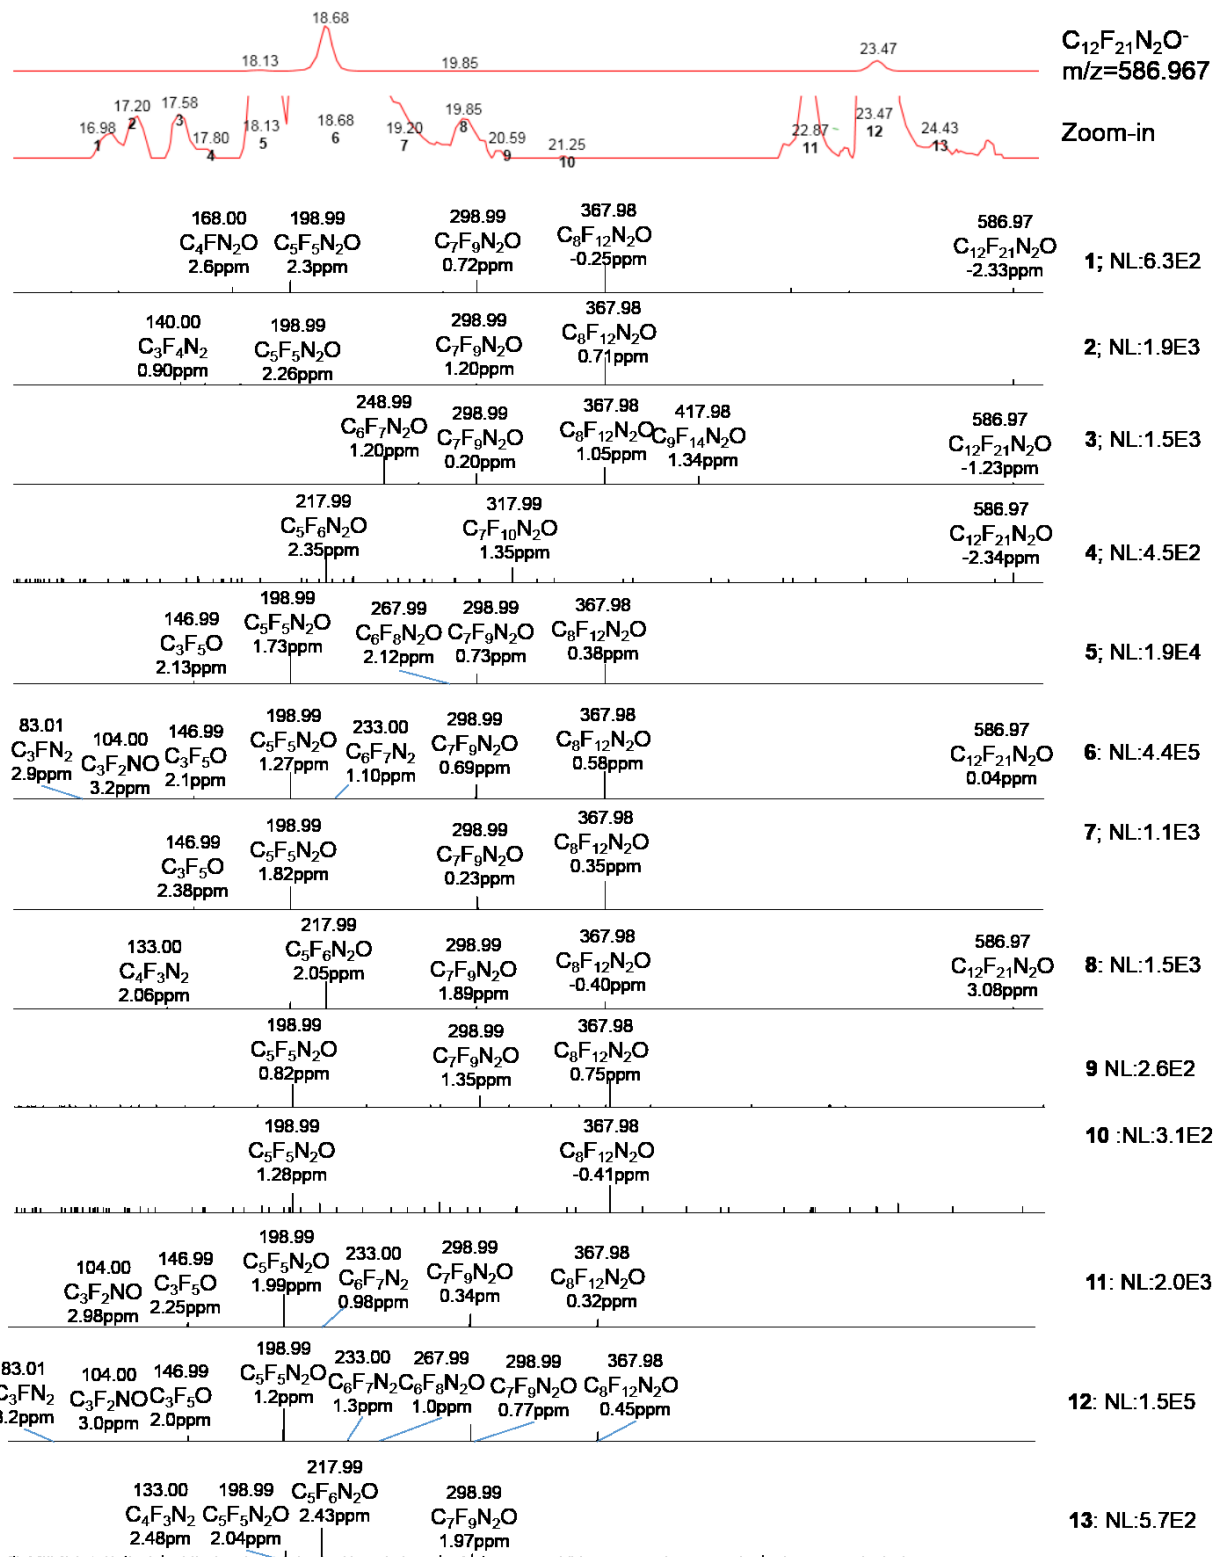 18.68
18.13
19.85
23.47
C₁₂F₂₁N₂O⁻
m/z=586.967
16.98
1
17.20
2
17.58
3
17.80
4
18.13
5
18.68
6
19.20
7
19.85
8
20.59
9
21.25
10
22.87
11
23.47
12
24.43
13
Zoom-in
168.00 198.99 298.99 367.98 586.97
C₄FN₂O C₅F₅N₂O C₇F₉N₂O C₈F₁₂N₂O C₁₂F₂₁N₂O
2.6ppm 2.3ppm 0.72ppm -0.25ppm -2.33ppm
1; NL:6.3E2
140.00 198.99 298.99 367.98
C₃F₄N₂ C₅F₅N₂O C₇F₉N₂O C₈F₁₂N₂O
0.90ppm 2.26ppm 1.20ppm 0.71ppm
2; NL:1.9E3
248.99 298.99 367.98 417.98 586.97
C₆F₇N₂O C₇F₉N₂O C₈F₁₂N₂O C₉F₁₄N₂O C₁₂F₂₁N₂O
1.20ppm 0.20ppm 1.05ppm 1.34ppm -1.23ppm
3; NL:1.5E3
217.99 317.99 586.97
C₅F₆N₂O C₇F₁₀N₂O C₁₂F₂₁N₂O
2.35ppm 1.35ppm -2.34ppm
4; NL:4.5E2
146.99 198.99 267.99 298.99 367.98
C₃F₅O C₅F₅N₂O C₆F₈N₂O C₇F₉N₂O C₈F₁₂N₂O
2.13ppm 1.73ppm 2.12ppm 0.73ppm 0.38ppm
5; NL:1.9E4
83.01 104.00 146.99 198.99 233.00 298.99 367.98 586.97
C₃FN₂ C₃F₂NO C₃F₅O C₅F₅N₂O C₆F₇N₂ C₇F₉N₂O C₈F₁₂N₂O C₁₂F₂₁N₂O
2.9ppm 3.2ppm 2.1ppm 1.27ppm 1.10ppm 0.69ppm 0.58ppm 0.04ppm
6: NL:4.4E5
146.99 198.99 298.99 367.98
C₃F₅O C₅F₅N₂O C₇F₉N₂O C₈F₁₂N₂O
2.38ppm 1.82ppm 0.23ppm 0.35ppm
7; NL:1.1E3
133.00 217.99 298.99 367.98 586.97
C₄F₃N₂ C₅F₆N₂O C₇F₉N₂O C₈F₁₂N₂O C₁₂F₂₁N₂O
2.06ppm 2.05ppm 1.89ppm -0.40ppm 3.08ppm
8: NL:1.5E3
198.99 298.99 367.98
C₅F₅N₂O C₇F₉N₂O C₈F₁₂N₂O
0.82ppm 1.35ppm 0.75ppm
9 NL:2.6E2
198.99 367.98
C₅F₅N₂O C₈F₁₂N₂O
1.28ppm -0.41ppm
10 :NL:3.1E2
104.00 146.99 198.99 233.00 298.99 367.98
C₃F₂NO C₃F₅O C₅F₅N₂O C₆F₇N₂ C₇F₉N₂O C₈F₁₂N₂O
2.98ppm 2.25ppm 1.99ppm 0.98ppm 0.34pm 0.32ppm
11: NL:2.0E3
83.01 104.00 146.99 198.99 233.00 267.99 298.99 367.98
C₃FN₂ C₃F₂NO C₃F₅O C₅F₅N₂O C₆F₇N₂ C₆F₈N₂O C₇F₉N₂O C₈F₁₂N₂O
3.2ppm 3.0ppm 2.0ppm 1.2ppm 1.3ppm 1.0ppm 0.77ppm 0.45ppm
12: NL:1.5E5
133.00 198.99 217.99 298.99
C₄F₃N₂ C₅F₅N₂O C₅F₆N₂O C₇F₉N₂O
2.48pm 2.04ppm 2.43ppm 1.97ppm
13: NL:5.7E2